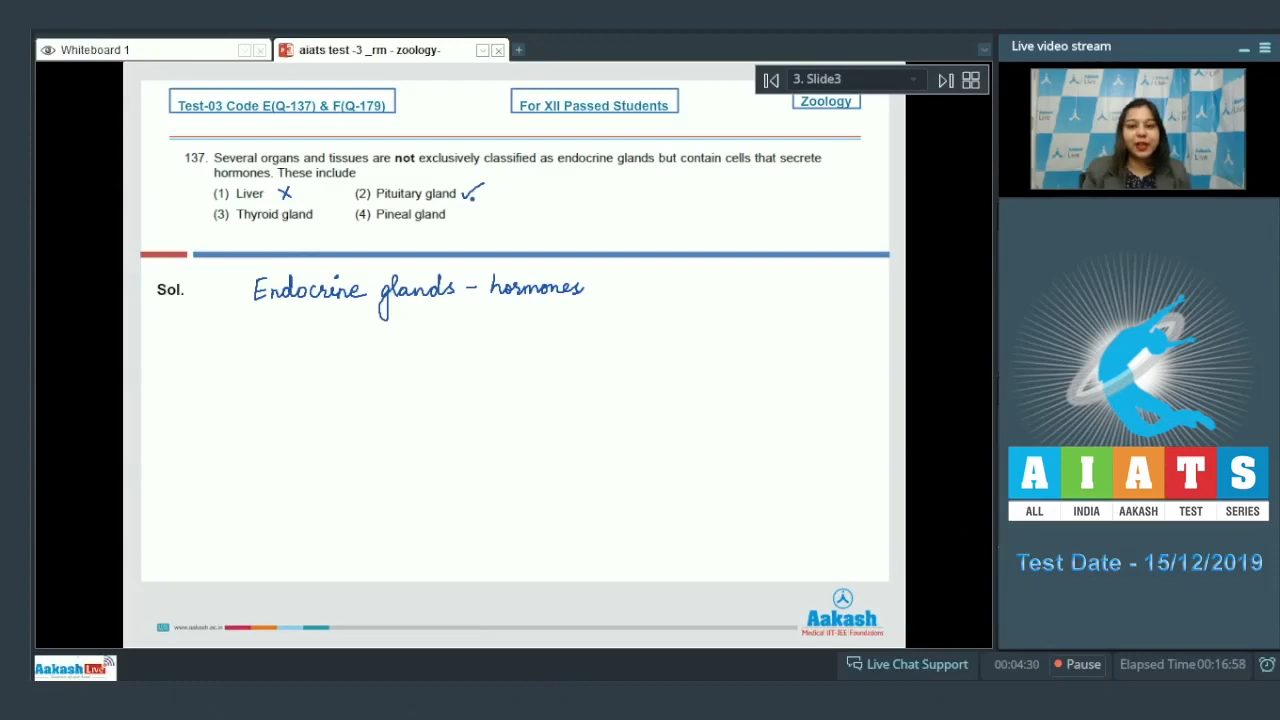 Whiteboard 1
aiats test -3 _rm - zoology-
Live video stream
3. Slide3
Test-03 Code E(Q-137) & F(Q-179)
For XII Passed Students
Zoology
137. Several organs and tissues are not exclusively classified as endocrine glands but contain cells that secrete
hormones. These include
(1) Liver x (2) Pituitary gland ✓
(3) Thyroid gland (4) Pineal gland
Sol. Endocrine glands - hormones
A I A T S
ALL INDIA AAKASH TEST SERIES
Test Date - 15/12/2019
Aakash
Medical|IIT-JEE|Foundations
www.aakash.ac.in
Aakash Live
Live Chat Support
00:04:30
Pause
Elapsed Time 00:16:58